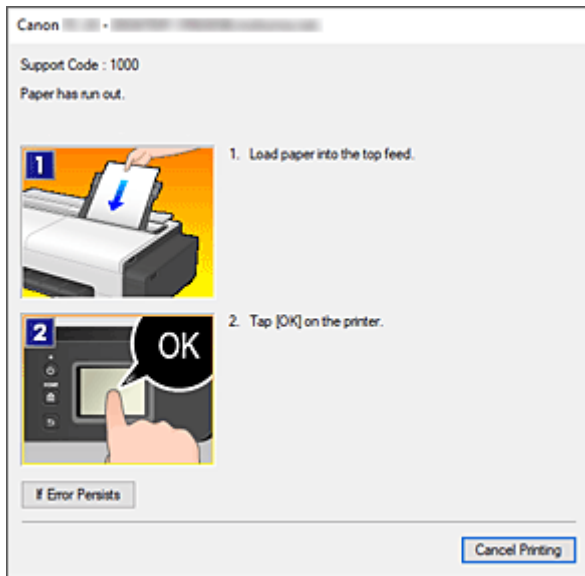 Canon -
Support Code : 1000
Paper has run out.
1
1. Load paper into the top feed.
2
OK
2. Tap [OK] on the printer.
If Error Persists
Cancel Printing